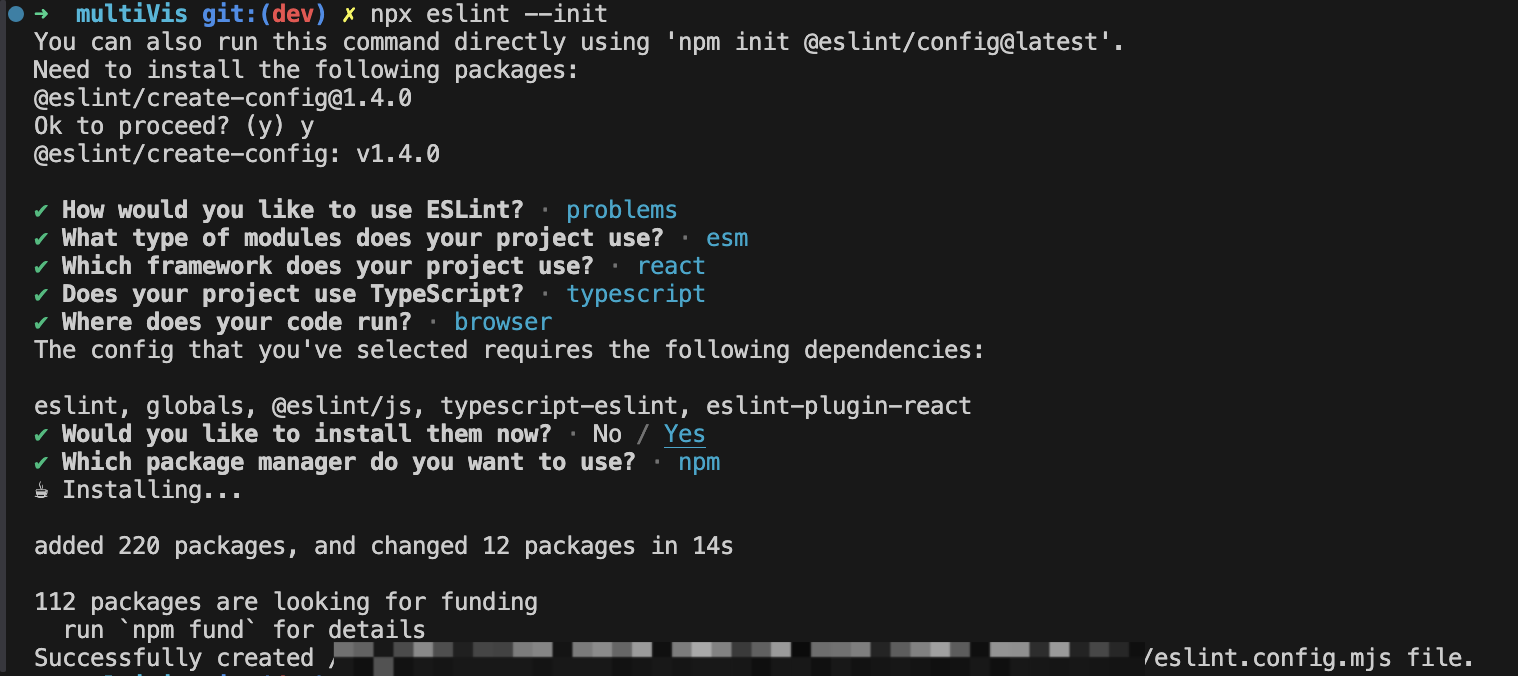 ➜ multiVis git:(dev) ✗ npx eslint --init
You can also run this command directly using 'npm init @eslint/config@latest'.
Need to install the following packages:
@eslint/create-config@1.4.0
Ok to proceed? (y) y
@eslint/create-config: v1.4.0
✔ How would you like to use ESLint? · problems
✔ What type of modules does your project use? · esm
✔ Which framework does your project use? · react
✔ Does your project use TypeScript? · typescript
✔ Where does your code run? · browser
The config that you've selected requires the following dependencies:
eslint, globals, @eslint/js, typescript-eslint, eslint-plugin-react
✔ Would you like to install them now? · No / Yes
✔ Which package manager do you want to use? · npm
☕ Installing...
added 220 packages, and changed 12 packages in 14s
112 packages are looking for funding
run `npm fund` for details
Successfully created / /eslint.config.mjs file.